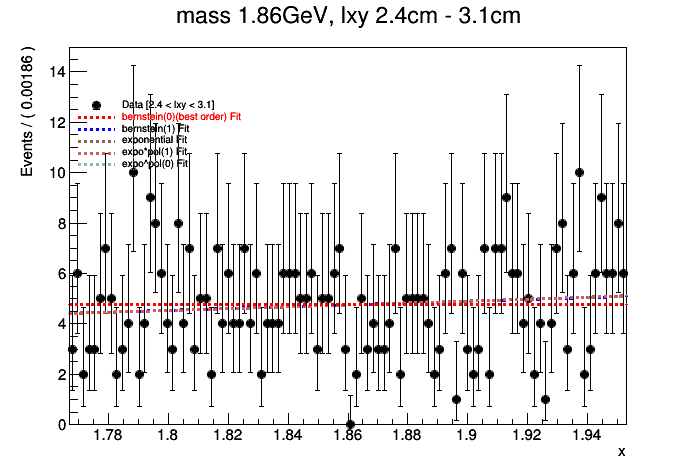 mass 1.86GeV, lxy 2.4cm - 3.1cm
Events / ( 0.00186 )
14
12
10
8
6
4
2
0
Data [2.4 < lxy < 3.1]
bernstein(0)(best order) Fit
bernstein(1) Fit
exponential Fit
expo*pol(1) Fit
expo*pol(0) Fit
1.78 1.8 1.82 1.84 1.86 1.88 1.9 1.92 1.94
x